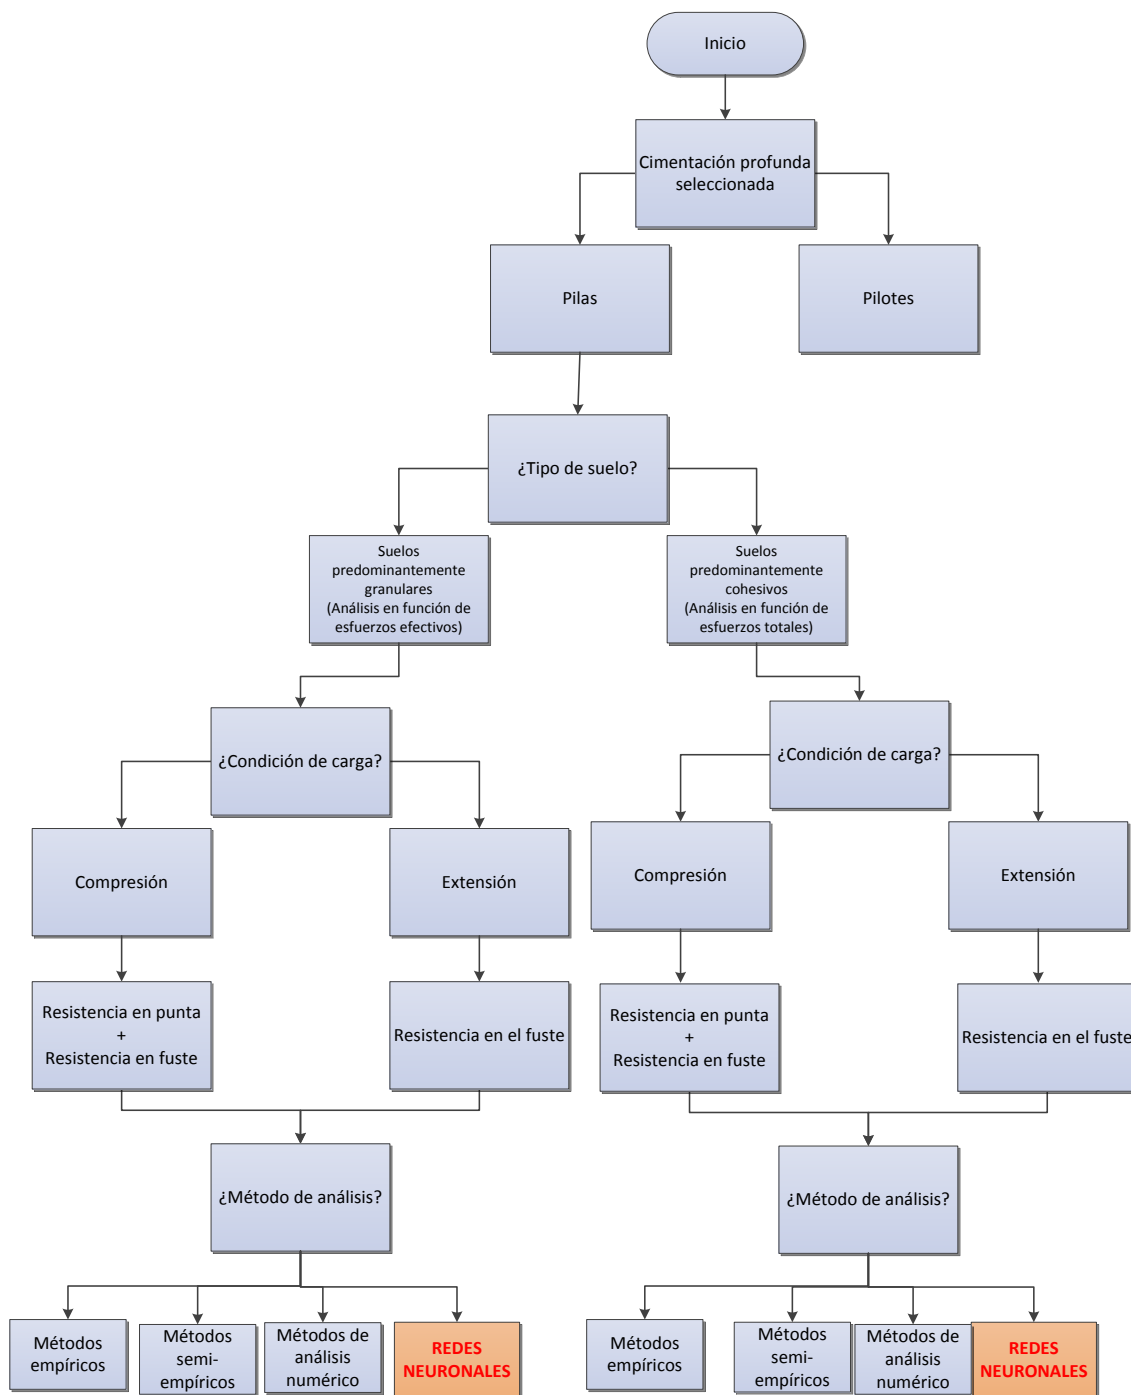 Inicio
Cimentación profunda
seleccionada
Pilas
Pilotes
¿Tipo de suelo?
Suelos
predominantemente
granulares
(Análisis en función de
esfuerzos efectivos)
Suelos
predominantemente
cohesivos
(Análisis en función de
esfuerzos totales)
¿Condición de carga?
¿Condición de carga?
Compresión
Extensión
Compresión
Extensión
Resistencia en punta
+
Resistencia en fuste
Resistencia en el fuste
Resistencia en punta
+
Resistencia en fuste
Resistencia en el fuste
¿Método de análisis?
¿Método de análisis?
Métodos
empíricos
Métodos
semi-
empíricos
Métodos de
análisis
numérico
REDES
NEURONALES
Métodos
empíricos
Métodos
semi-
empíricos
Métodos de
análisis
numérico
REDES
NEURONALES